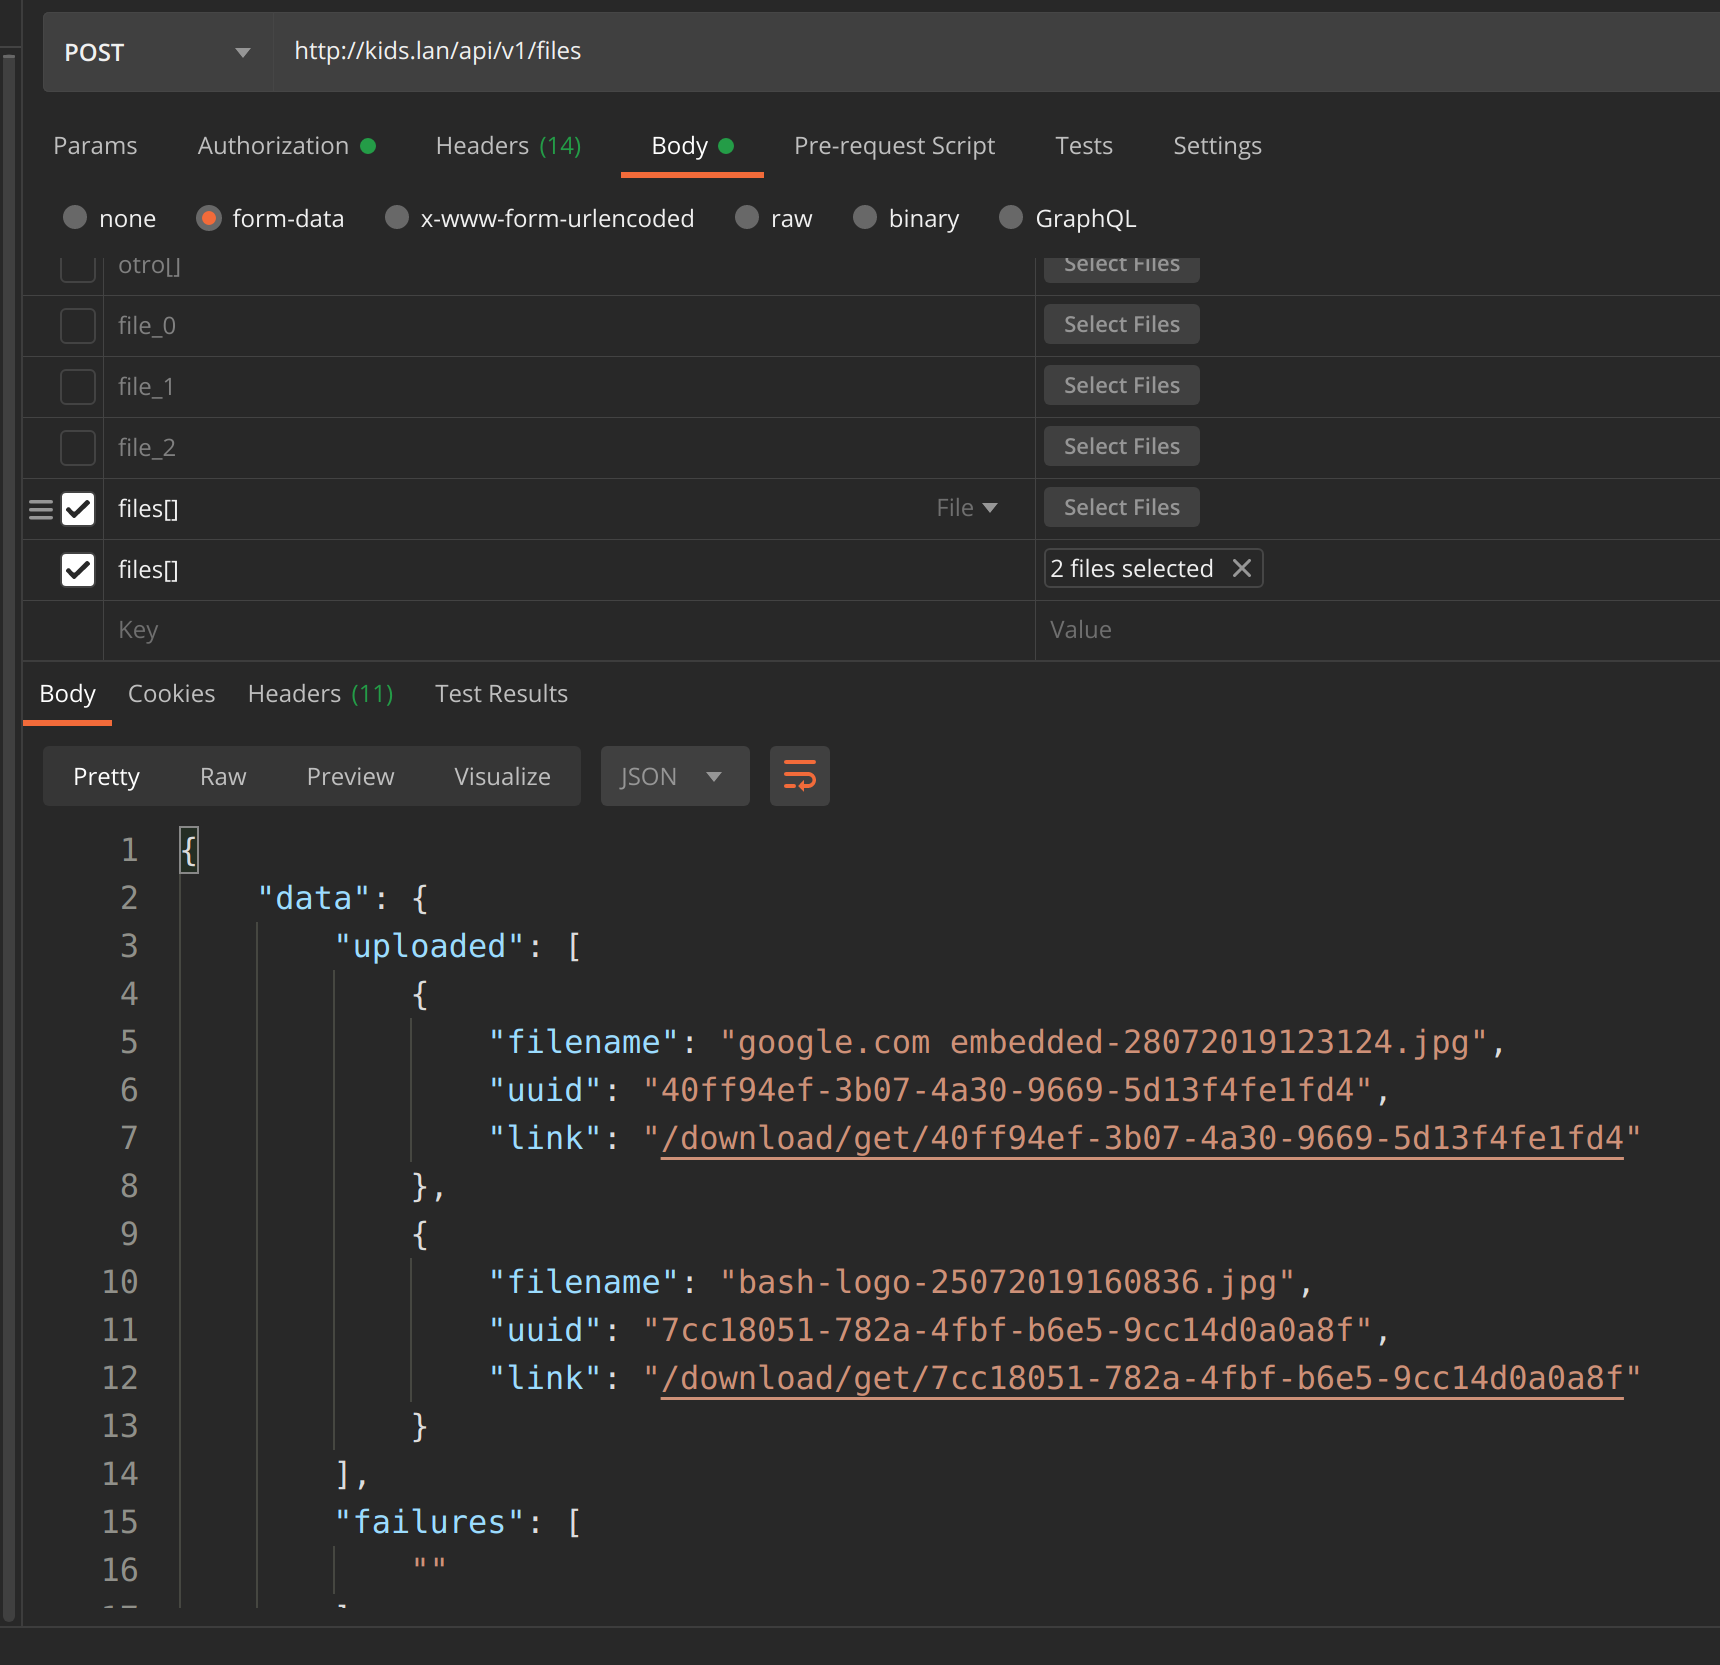 POST http://kids.lan/api/v1/files
Params Authorization Headers (14) Body Pre-request Script Tests Settings
none form-data x-www-form-urlencoded raw binary GraphQL
otro[] Select Files
file_0 Select Files
file_1 Select Files
file_2 Select Files
files[] File Select Files
files[] 2 files selected
Key Value
Body Cookies Headers (11) Test Results
Pretty Raw Preview Visualize JSON
1 {
2 "data": {
3 "uploaded": [
4 {
5 "filename": "google.com embedded-28072019123124.jpg",
6 "uuid": "40ff94ef-3b07-4a30-9669-5d13f4fe1fd4",
7 "link": "/download/get/40ff94ef-3b07-4a30-9669-5d13f4fe1fd4"
8 },
9 {
10 "filename": "bash-logo-25072019160836.jpg",
11 "uuid": "7cc18051-782a-4fbf-b6e5-9cc14d0a0a8f",
12 "link": "/download/get/7cc18051-782a-4fbf-b6e5-9cc14d0a0a8f"
13 }
14 ],
15 "failures": [
16 ""